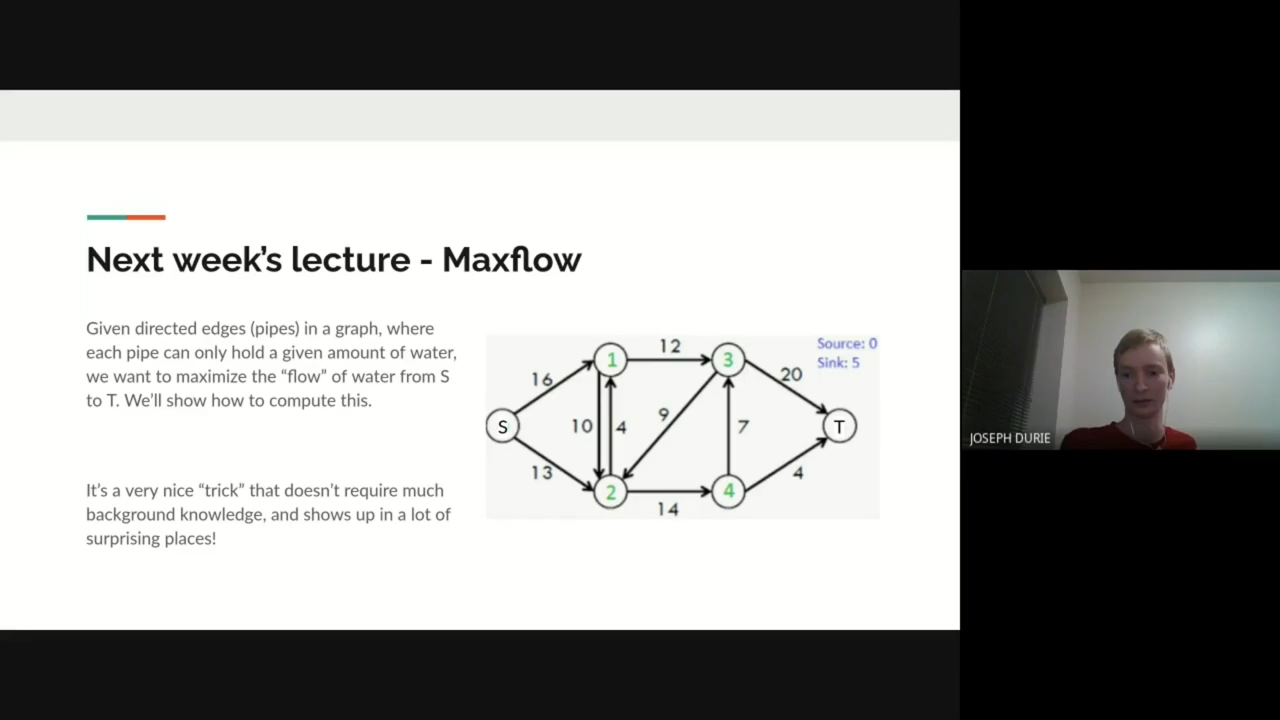 Next week's lecture - Maxflow
Given directed edges (pipes) in a graph, where
each pipe can only hold a given amount of water,
we want to maximize the “flow” of water from S
to T. We'll show how to compute this.
It's a very nice “trick” that doesn't require much
background knowledge, and shows up in a lot of
surprising places!
Source: 0
Sink: 5
12
1
3
16
20
10
4
9
7
S
T
13
4
2
4
14
JOSEPH DURIE